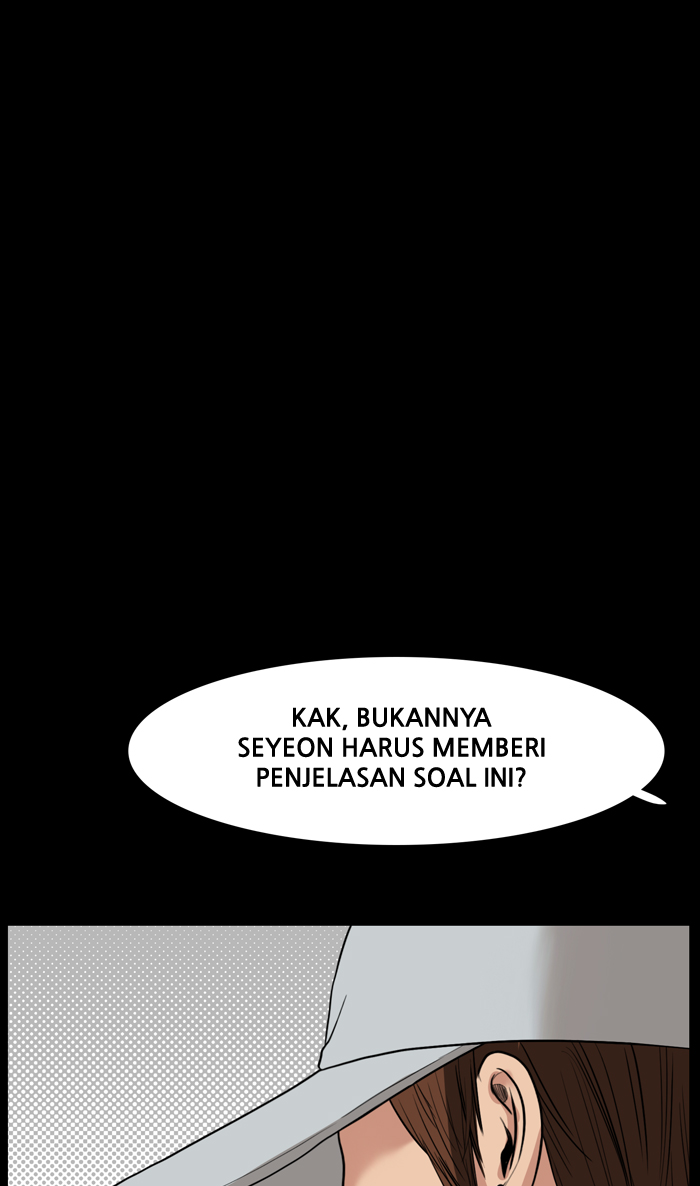 KAK, BUKANNYA
SEYEON HARUS MEMBERI
PENJELASAN SOAL INI?